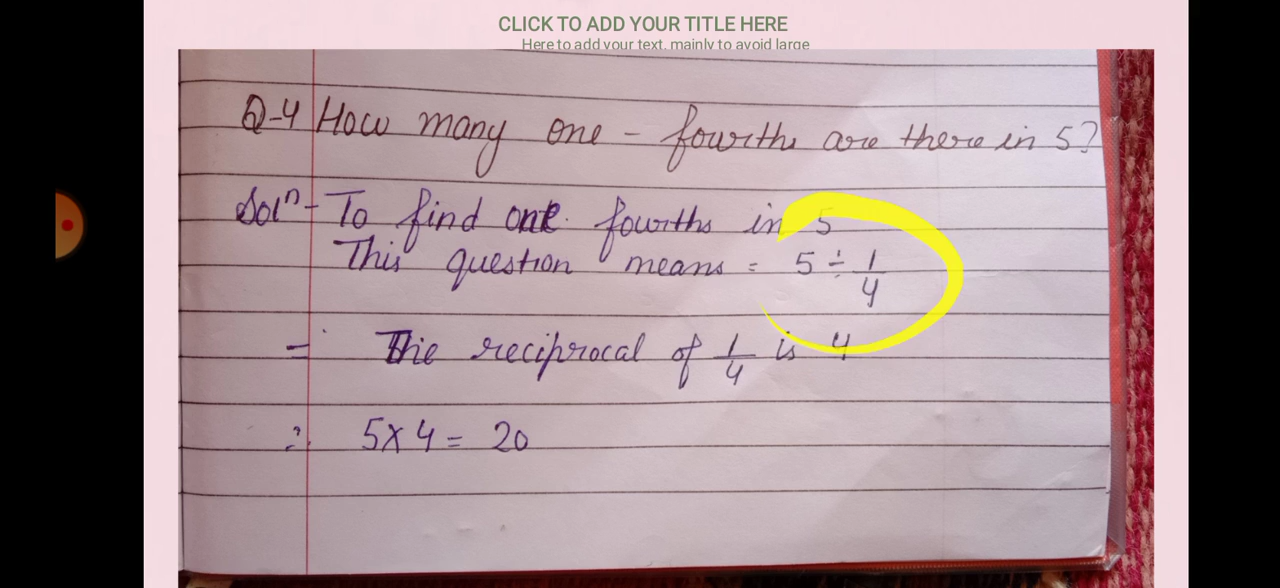 CLICK TO ADD YOUR TITLE HERE
Here to add your text, mainly to avoid large
Q-4 How many one - fourths are there in 5?
Solⁿ - To find one fourths in 5
This question means = 5 ÷ 1/4
= The reciprocal of 1/4 is 4
∴ 5x4 = 20